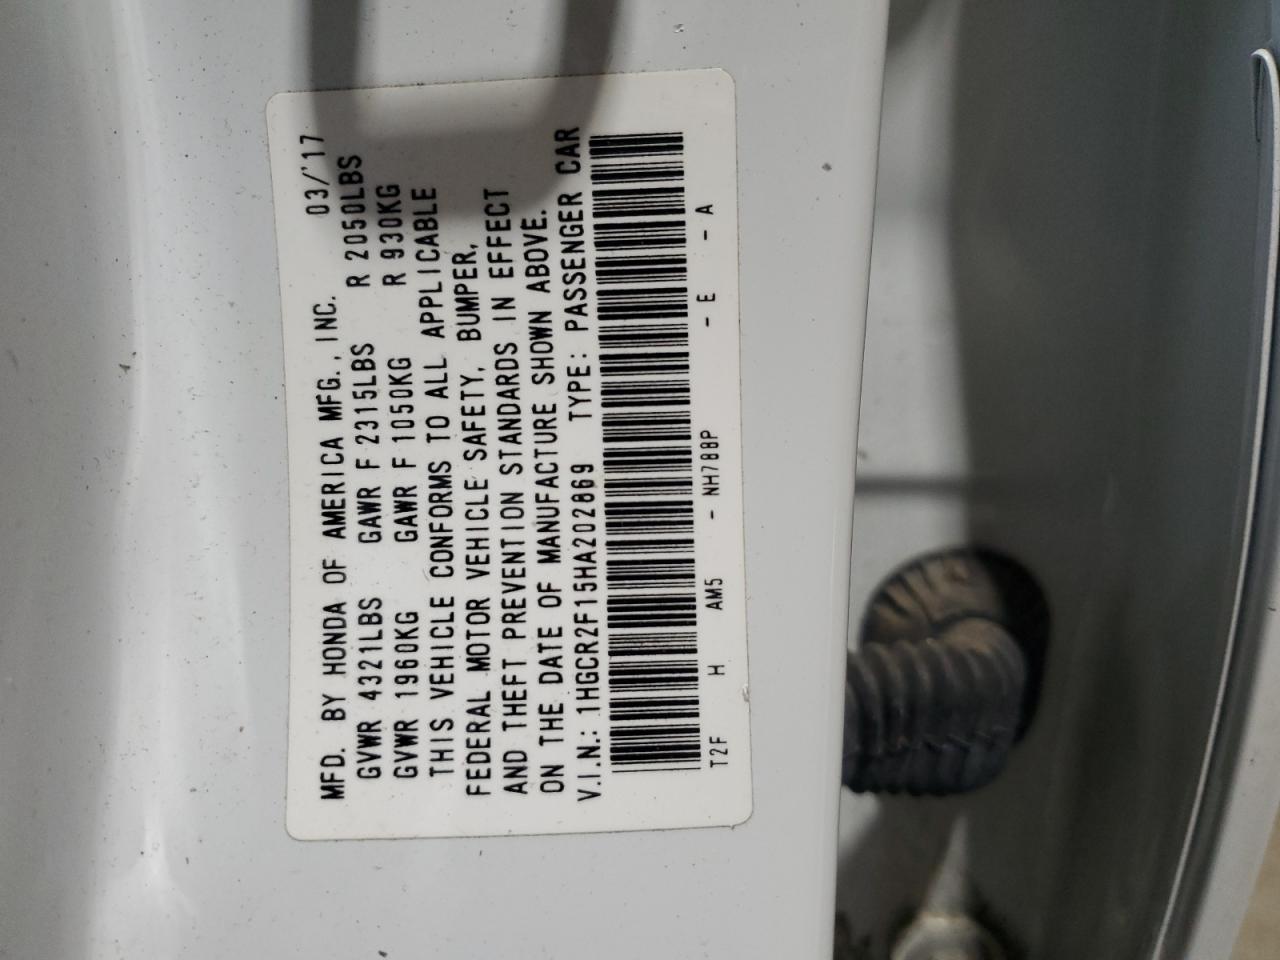 MFD. BY HONDA OF AMERICA MFG., INC. 03/'17
GVWR 4321LBS GAWR F 2315LBS R 2050LBS
GVWR 1960KG GAWR F 1050KG R 930KG
THIS VEHICLE CONFORMS TO ALL APPLICABLE
FEDERAL MOTOR VEHICLE SAFETY, BUMPER,
AND THEFT PREVENTION STANDARDS IN EFFECT
ON THE DATE OF MANUFACTURE SHOWN ABOVE.
V.I.N.: 1HGCR2F15HA202869 TYPE: PASSENGER CAR
T2F H AM5 - NH788P - E - A